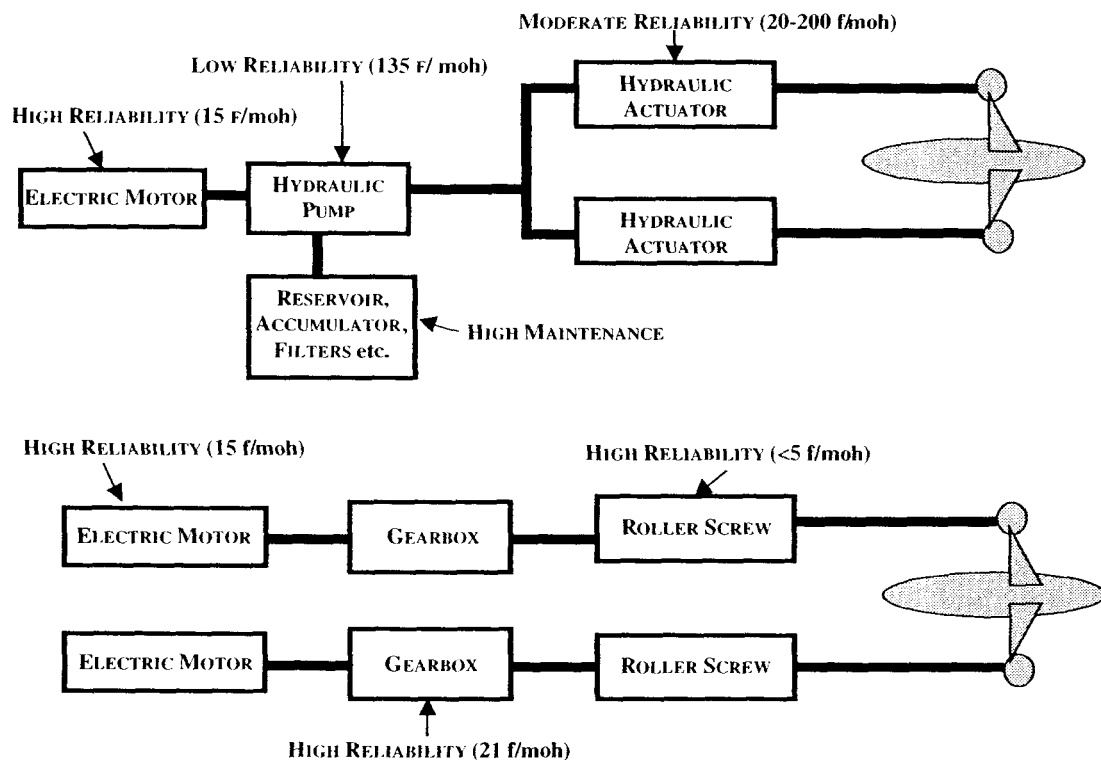 MODERATE RELIABILITY (20-200 f/moh)
LOW RELIABILITY (135 F/ moh)
HIGH RELIABILITY (15 F/moh)
HYDRAULIC
ACTUATOR
ELECTRIC MOTOR
HYDRAULIC
PUMP
HYDRAULIC
ACTUATOR
RESERVOIR,
ACCUMULATOR,
FILTERS etc.
HIGH MAINTENANCE
HIGH RELIABILITY (15 f/moh)
HIGH RELIABILITY (<5 f/moh)
ELECTRIC MOTOR
GEARBOX
ROLLER SCREW
ELECTRIC MOTOR
GEARBOX
ROLLER SCREW
HIGH RELIABILITY (21 f/moh)